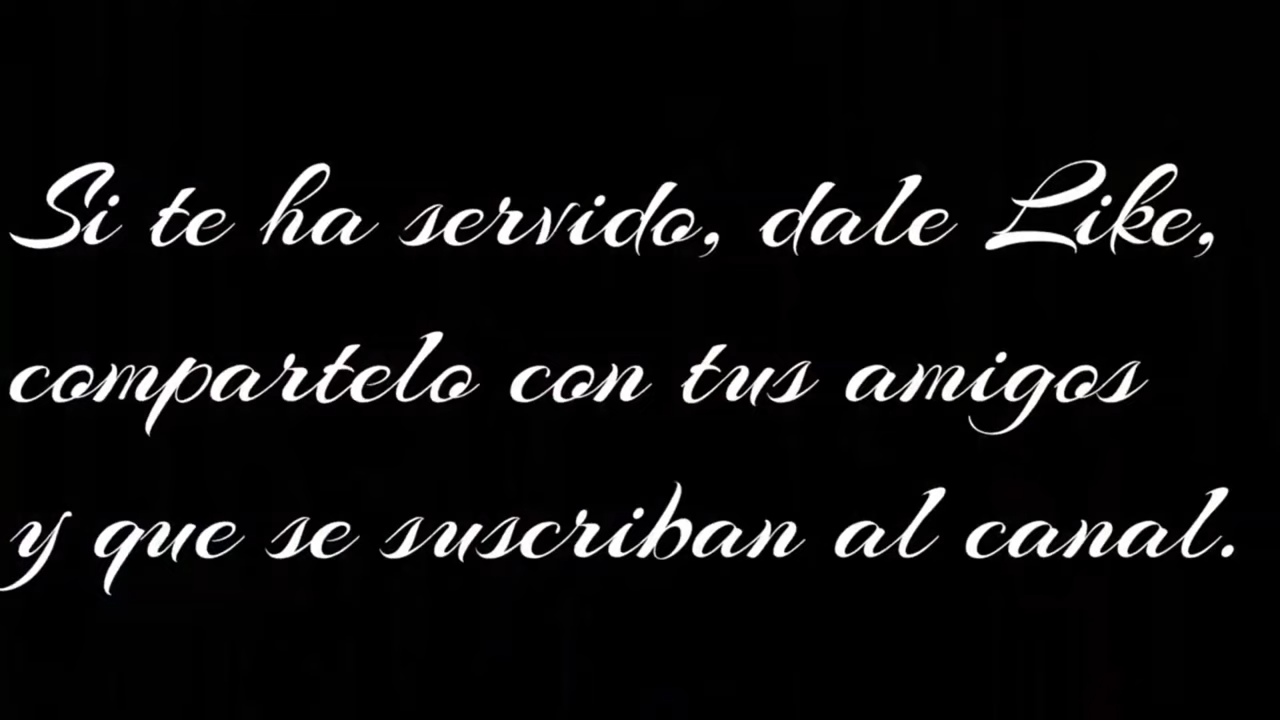 Si te ha servido, dale Like,
compartelo con tus amigos
y que se suscriban al canal.